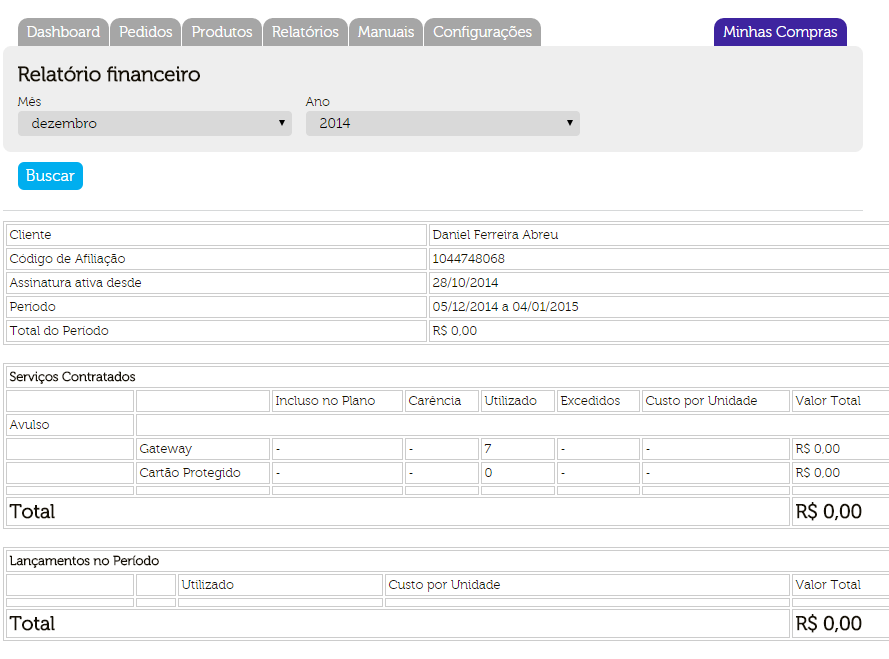 Dashboard Pedidos Produtos Relatórios Manuais Configurações Minhas Compras
Relatório financeiro
Mês Ano
dezembro 2014
Buscar
Cliente Daniel Ferreira Abreu
Código de Afiliação 1044748068
Assinatura ativa desde 28/10/2014
Período 05/12/2014 a 04/01/2015
Total do Período R$ 0,00
Serviços Contratados
Incluso no Plano Carência Utilizado Excedidos Custo por Unidade Valor Total
Avulso
Gateway - - 7 - - R$ 0,00
Cartão Protegido - - 0 - - R$ 0,00
Total R$ 0,00
Lançamentos no Período
Utilizado Custo por Unidade Valor Total
Total R$ 0,00